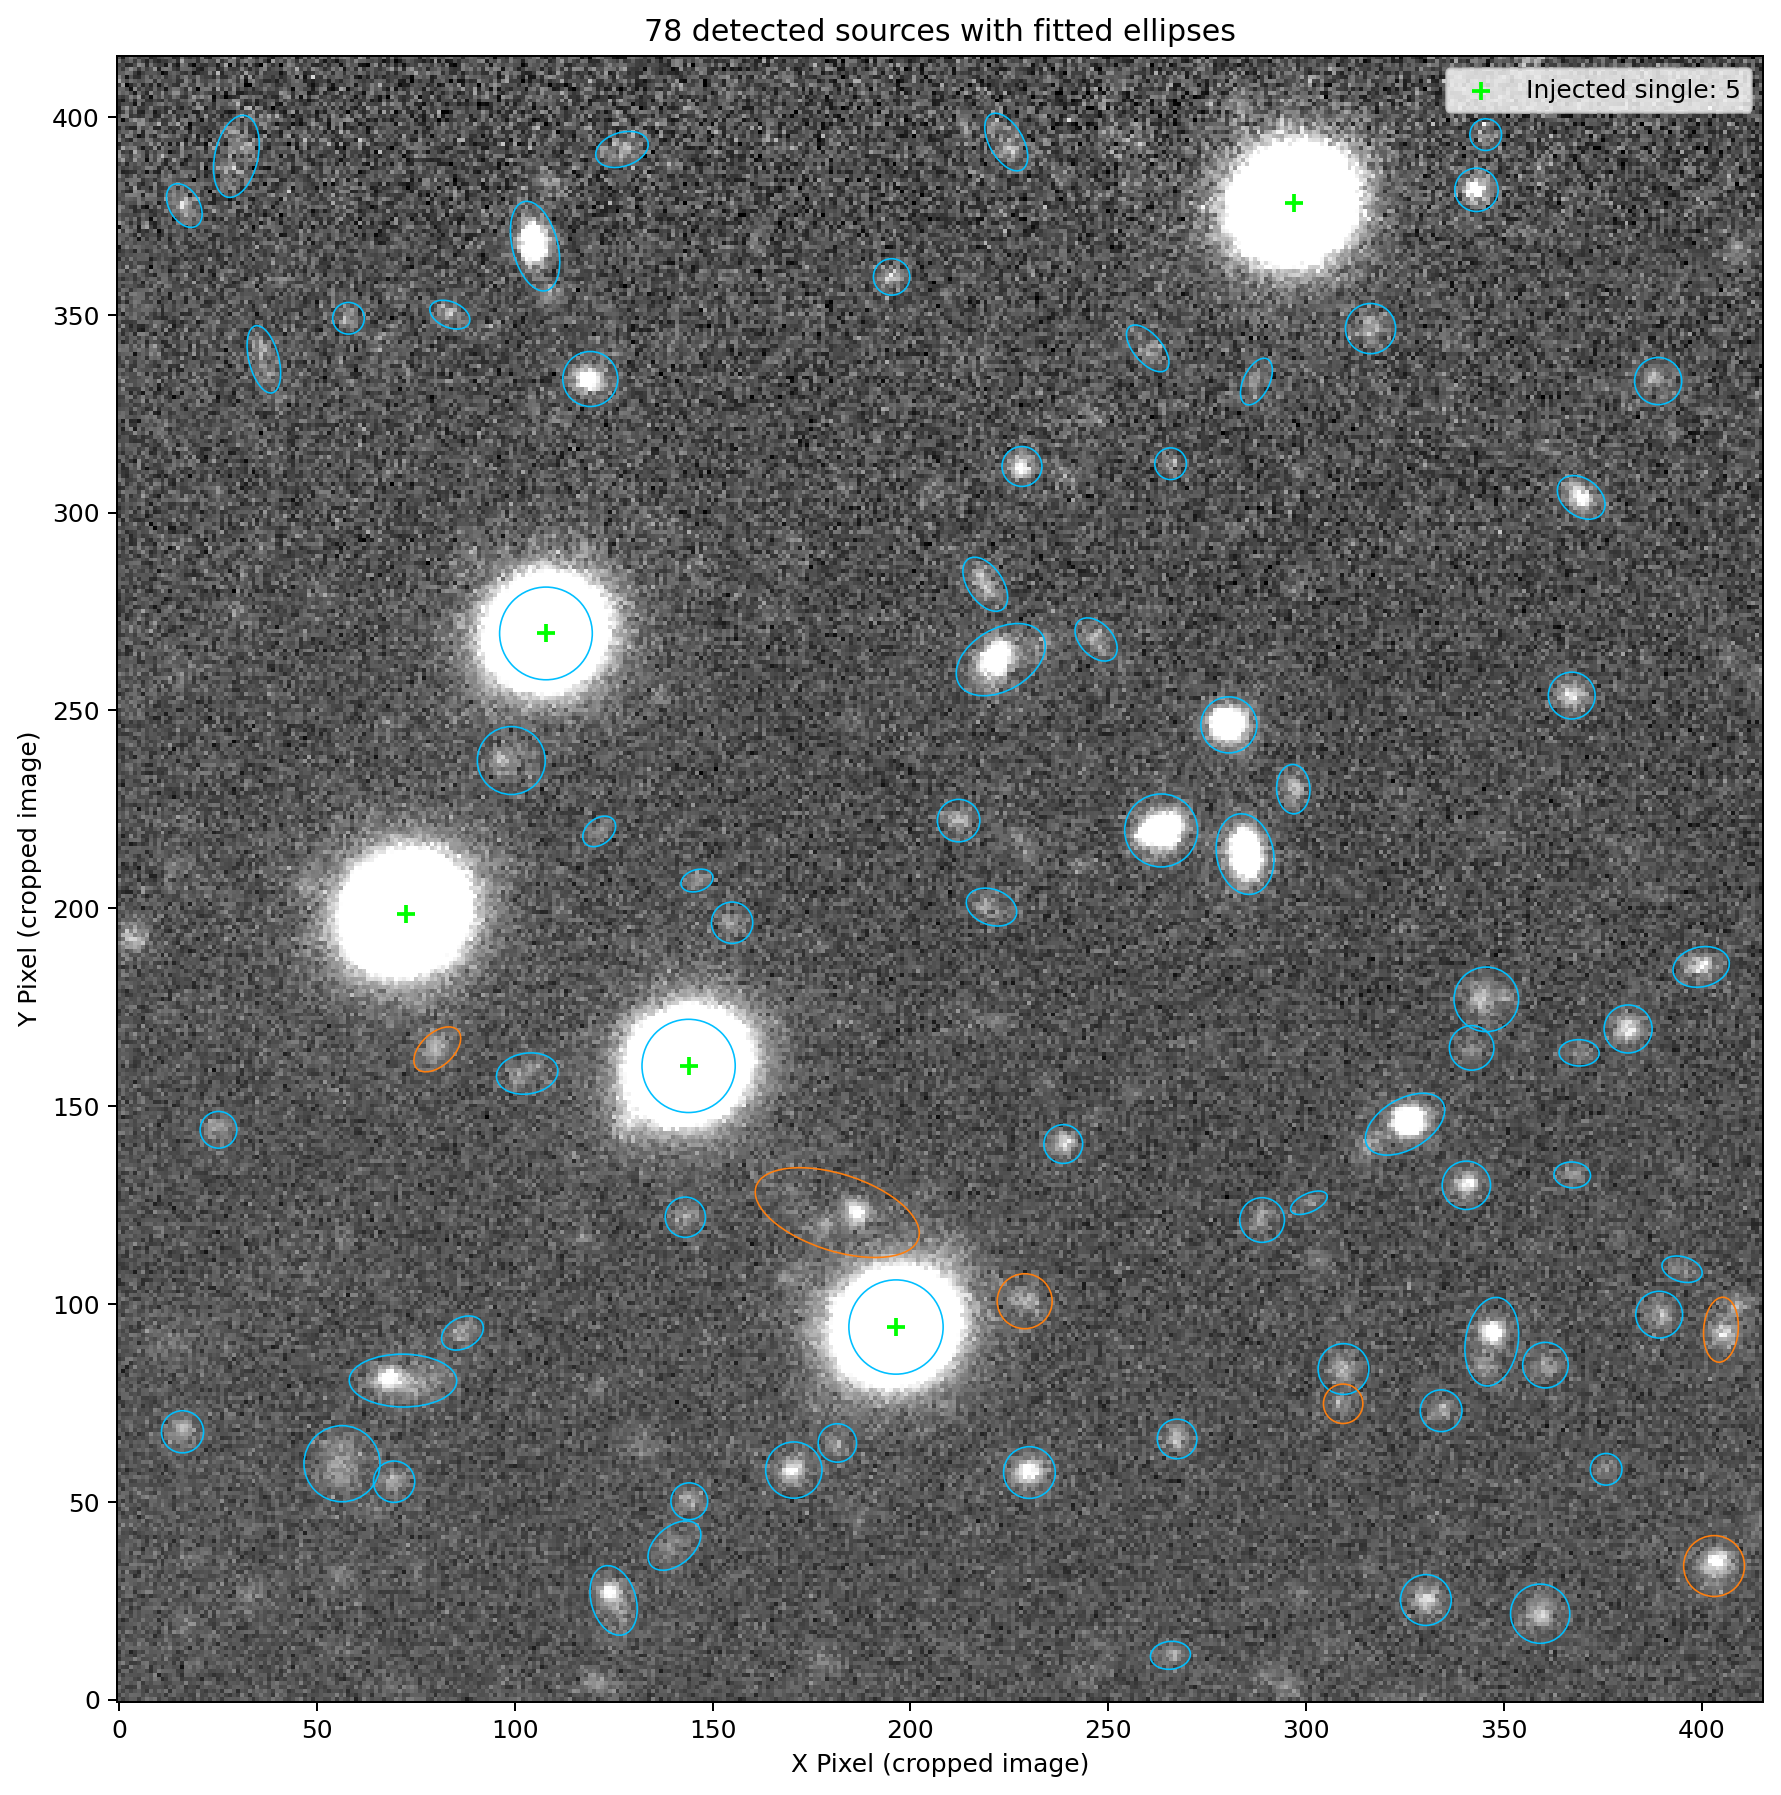 78 detected sources with fitted ellipses
Injected single: 5
Y Pixel (cropped image)
400
350
300
250
200
150
100
50
0
0 50 100 150 200 250 300 350 400
X Pixel (cropped image)